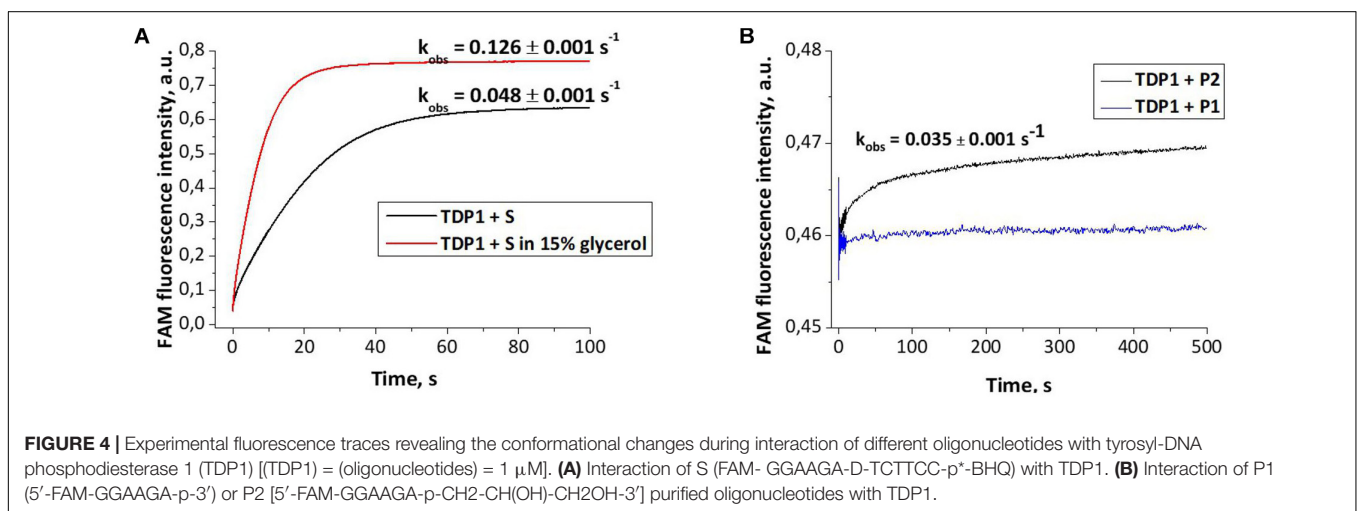 A
B
k obs = 0.126 ± 0.001 s-1
k obs = 0.048 ± 0.001 s-1
0,8
0,7
0,6
0,5
0,4
0,3
0,2
0,1
0,0
FAM fluorescence intensity, a.u.
TDP1 + S
TDP1 + S in 15% glycerol
0 20 40 60 80 100
Time, s
0,48
0,47
0,46
0,45
FAM fluorescence intensity, a.u.
TDP1 + P2
TDP1 + P1
kobs = 0.035 ± 0.001 s-1
0 100 200 300 400 500
Time, s
FIGURE 4 | Experimental fluorescence traces revealing the conformational changes during interaction of different oligonucleotides with tyrosyl-DNA
phosphodiesterase 1 (TDP1) [(TDP1) = (oligonucleotides) = 1 μM]. (A) Interaction of S (FAM- GGAAGA-D-TCTTCC-p*-BHQ) with TDP1. (B) Interaction of P1
(5′-FAM-GGAAGA-p-3′) or P2 [5′-FAM-GGAAGA-p-CH2-CH(OH)-CH2OH-3′] purified oligonucleotides with TDP1.